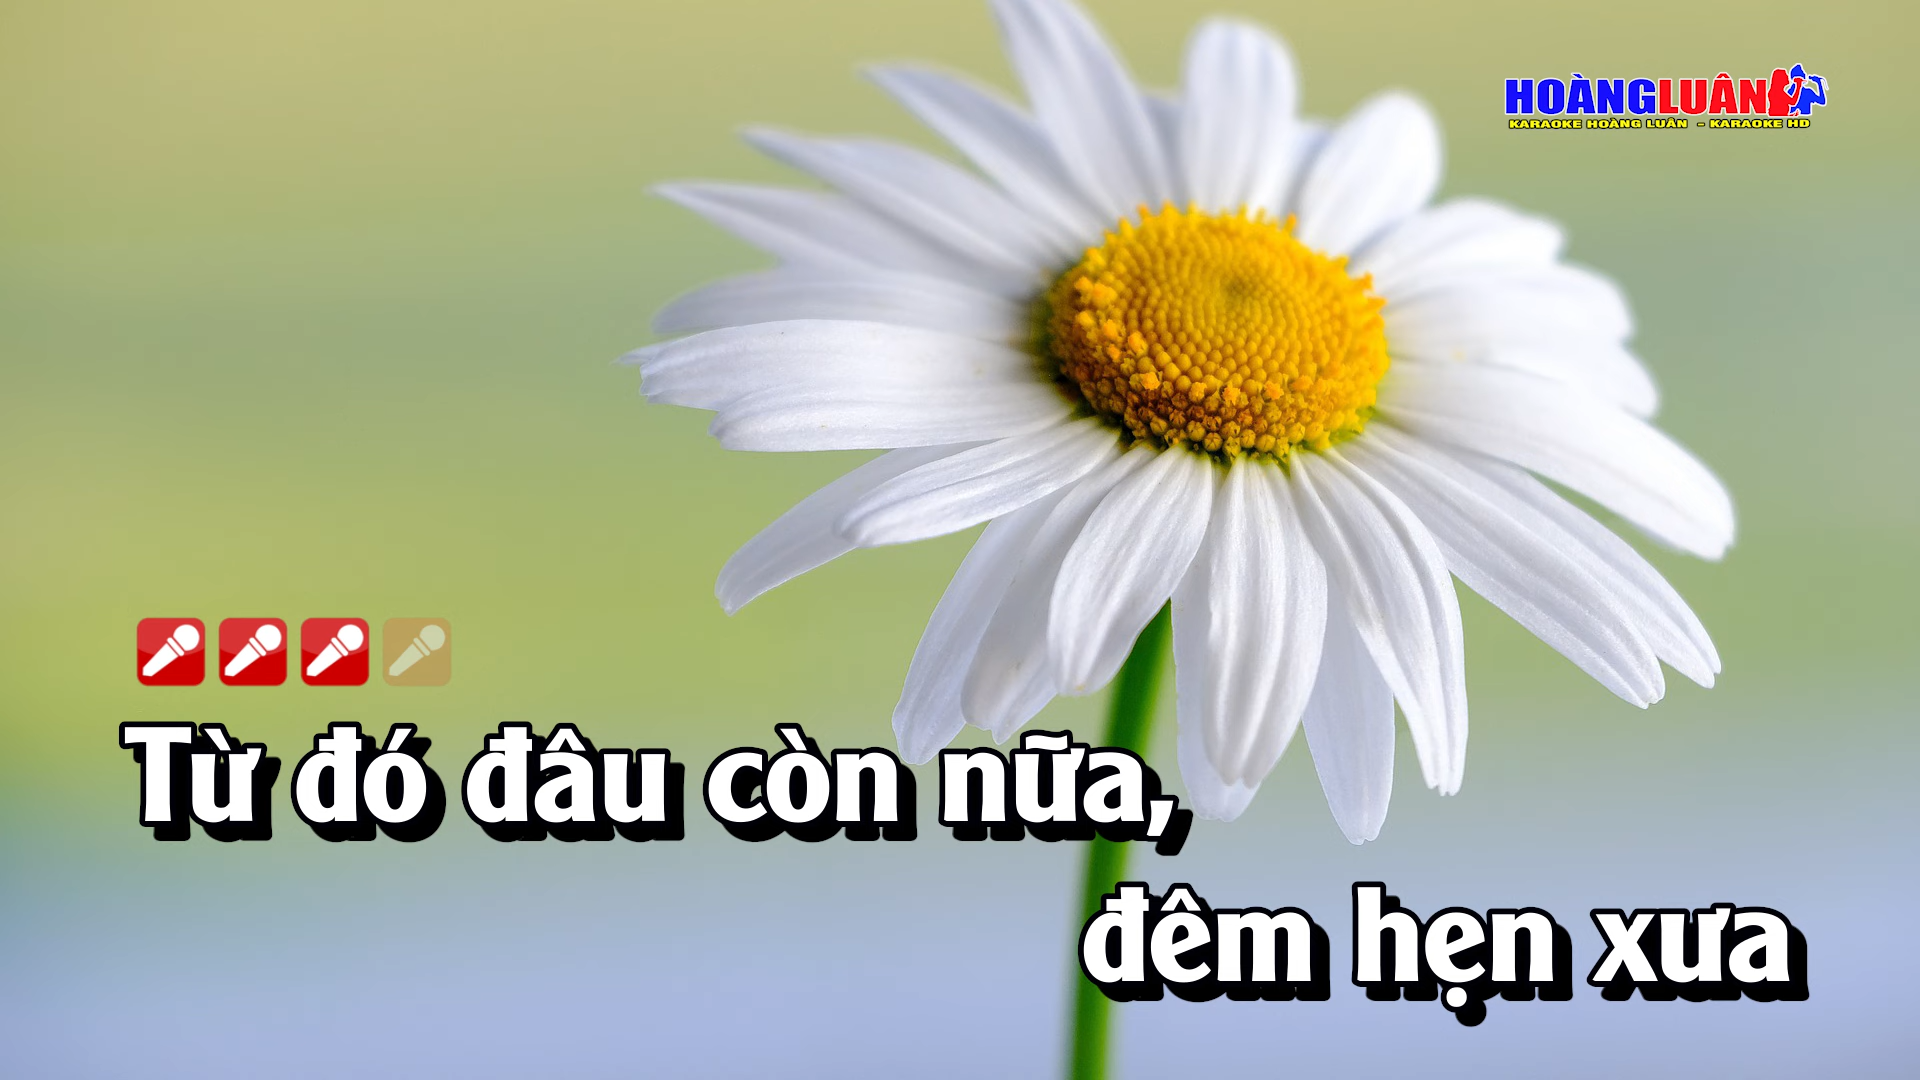 HOÀNGLUÂN
KARAOKE HOÀNG LUÂN - KARAOKE HD
Từ đó đâu còn nữa,
đêm hẹn xưa